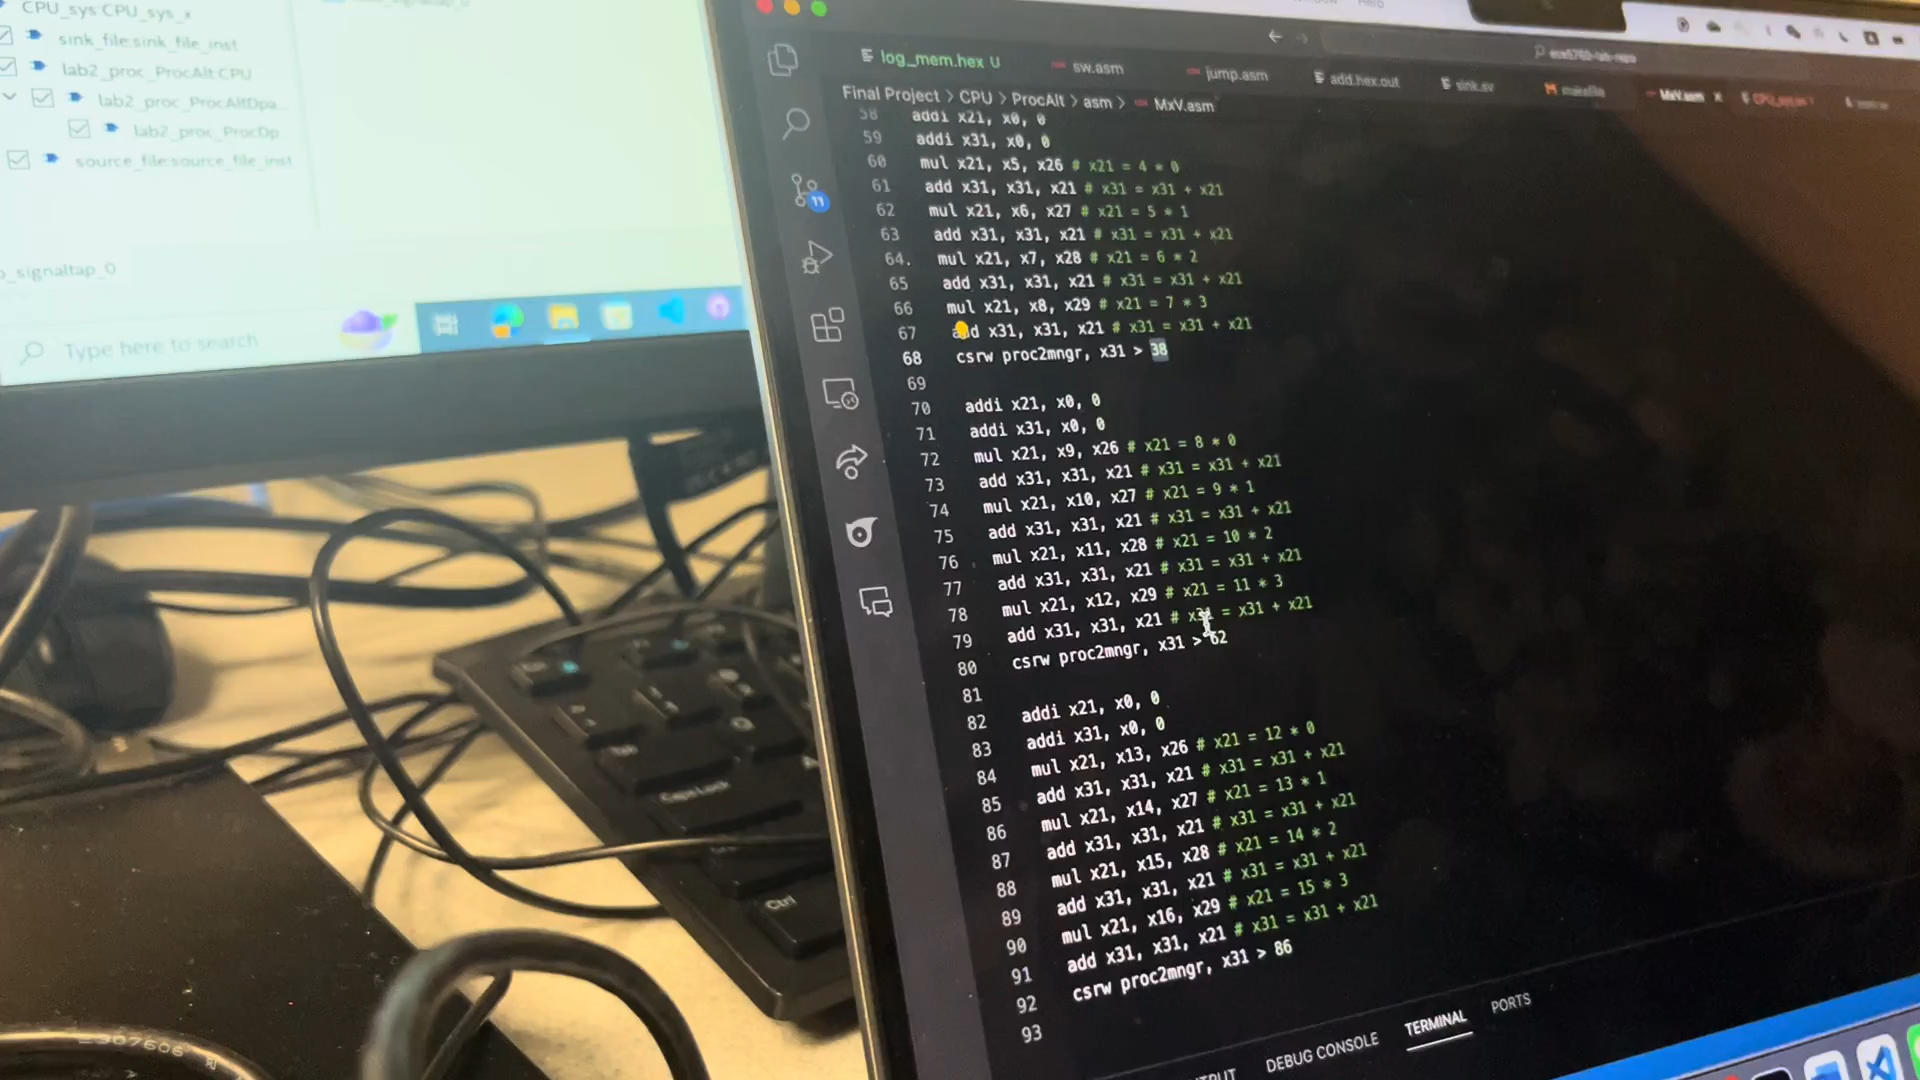 CPU_sys:CPU_sys_x
sink_file:sink_file_inst
lab2_proc_ProcAlt:CPU
lab2_proc_ProcAltDpa...
lab2_proc_ProcDp
source_file:source_file_inst
_signaltap_0
Type here to search
log_mem.hex U
sw.asm
jump.asm
add.hex.out
sink.sv
makefile
MxV.asm
Final Project > CPU > ProcAlt > asm > MxV.asm
58 addi x21, x0, 0
59 addi x31, x0, 0
60 mul x21, x5, x26 # x21 = 4 * 0
61 add x31, x31, x21 # x31 = x31 + x21
62 mul x21, x6, x27 # x21 = 5 * 1
63 add x31, x31, x21 # x31 = x31 + x21
64 mul x21, x7, x28 # x21 = 6 * 2
65 add x31, x31, x21 # x31 = x31 + x21
66 mul x21, x8, x29 # x21 = 7 * 3
67 add x31, x31, x21 # x31 = x31 + x21
68 csrw proc2mngr, x31 > 38
69
70 addi x21, x0, 0
71 addi x31, x0, 0
72 mul x21, x9, x26 # x21 = 8 * 0
73 add x31, x31, x21 # x31 = x31 + x21
74 mul x21, x10, x27 # x21 = 9 * 1
75 add x31, x31, x21 # x31 = x31 + x21
76 mul x21, x11, x28 # x21 = 10 * 2
77 add x31, x31, x21 # x31 = x31 + x21
78 mul x21, x12, x29 # x21 = 11 * 3
79 add x31, x31, x21 # x31 = x31 + x21
80 csrw proc2mngr, x31 > 62
81
82 addi x21, x0, 0
83 addi x31, x0, 0
84 mul x21, x13, x26 # x21 = 12 * 0
85 add x31, x31, x21 # x31 = x31 + x21
86 mul x21, x14, x27 # x21 = 13 * 1
87 add x31, x31, x21 # x31 = x31 + x21
88 mul x21, x15, x28 # x21 = 14 * 2
89 add x31, x31, x21 # x31 = x31 + x21
90 mul x21, x16, x29 # x21 = 15 * 3
91 add x31, x31, x21 # x31 = x31 + x21
92 csrw proc2mngr, x31 > 86
93
DEBUG CONSOLE
TERMINAL
PORTS
11
Caps Lock
Ctrl